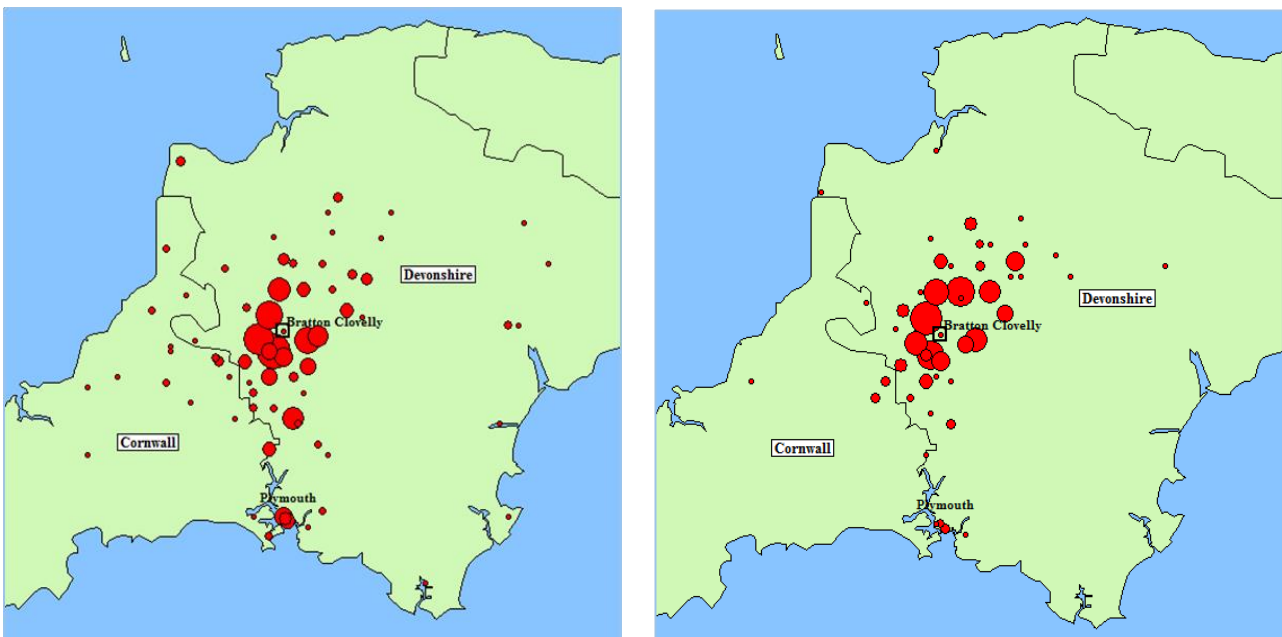 Devonshire
Bratton Clovelly
Cornwall
Plymouth
Devonshire
Bratton Clovelly
Cornwall
Plymouth